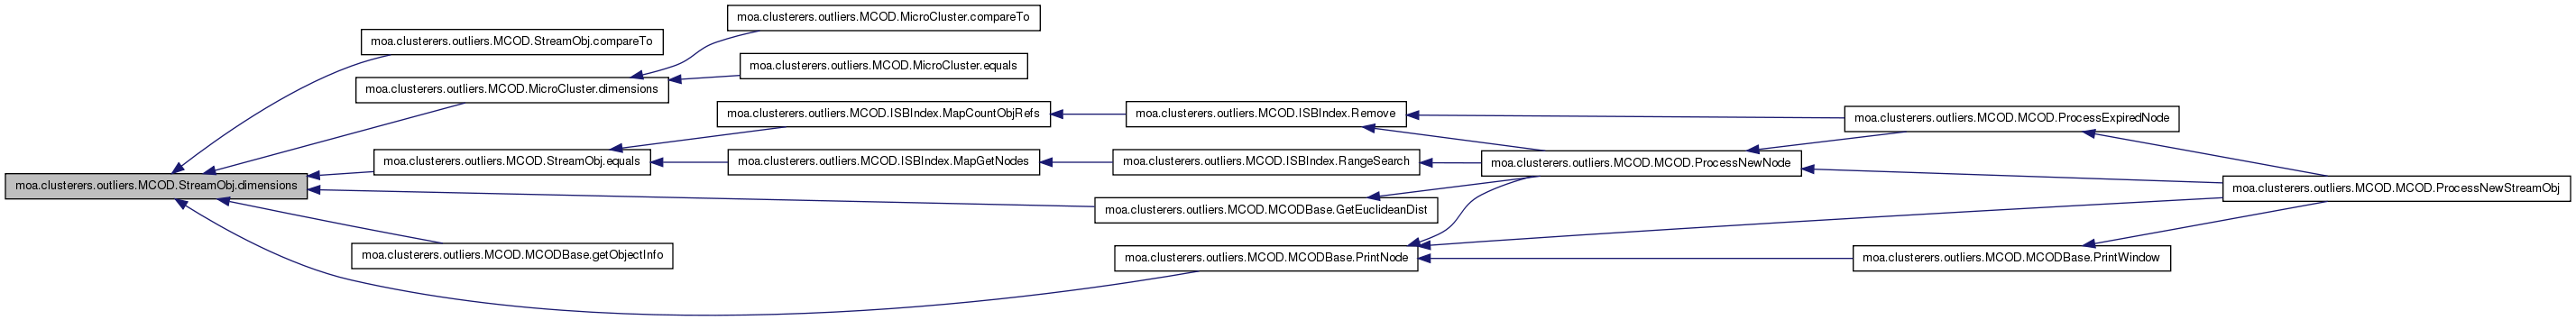 moa.clusterers.outliers.MCOD.MicroCluster.compareTo
moa.clusterers.outliers.MCOD.StreamObj.compareTo
moa.clusterers.outliers.MCOD.MicroCluster.equals
moa.clusterers.outliers.MCOD.MicroCluster.dimensions
moa.clusterers.outliers.MCOD.ISBIndex.MapCountObjRefs
moa.clusterers.outliers.MCOD.ISBIndex.Remove
moa.clusterers.outliers.MCOD.MCOD.ProcessExpiredNode
moa.clusterers.outliers.MCOD.StreamObj.equals
moa.clusterers.outliers.MCOD.ISBIndex.MapGetNodes
moa.clusterers.outliers.MCOD.ISBIndex.RangeSearch
moa.clusterers.outliers.MCOD.MCOD.ProcessNewNode
moa.clusterers.outliers.MCOD.StreamObj.dimensions
moa.clusterers.outliers.MCOD.MCOD.ProcessNewStreamObj
moa.clusterers.outliers.MCOD.MCODBase.GetEuclideanDist
moa.clusterers.outliers.MCOD.MCODBase.getObjectInfo
moa.clusterers.outliers.MCOD.MCODBase.PrintNode
moa.clusterers.outliers.MCOD.MCODBase.PrintWindow